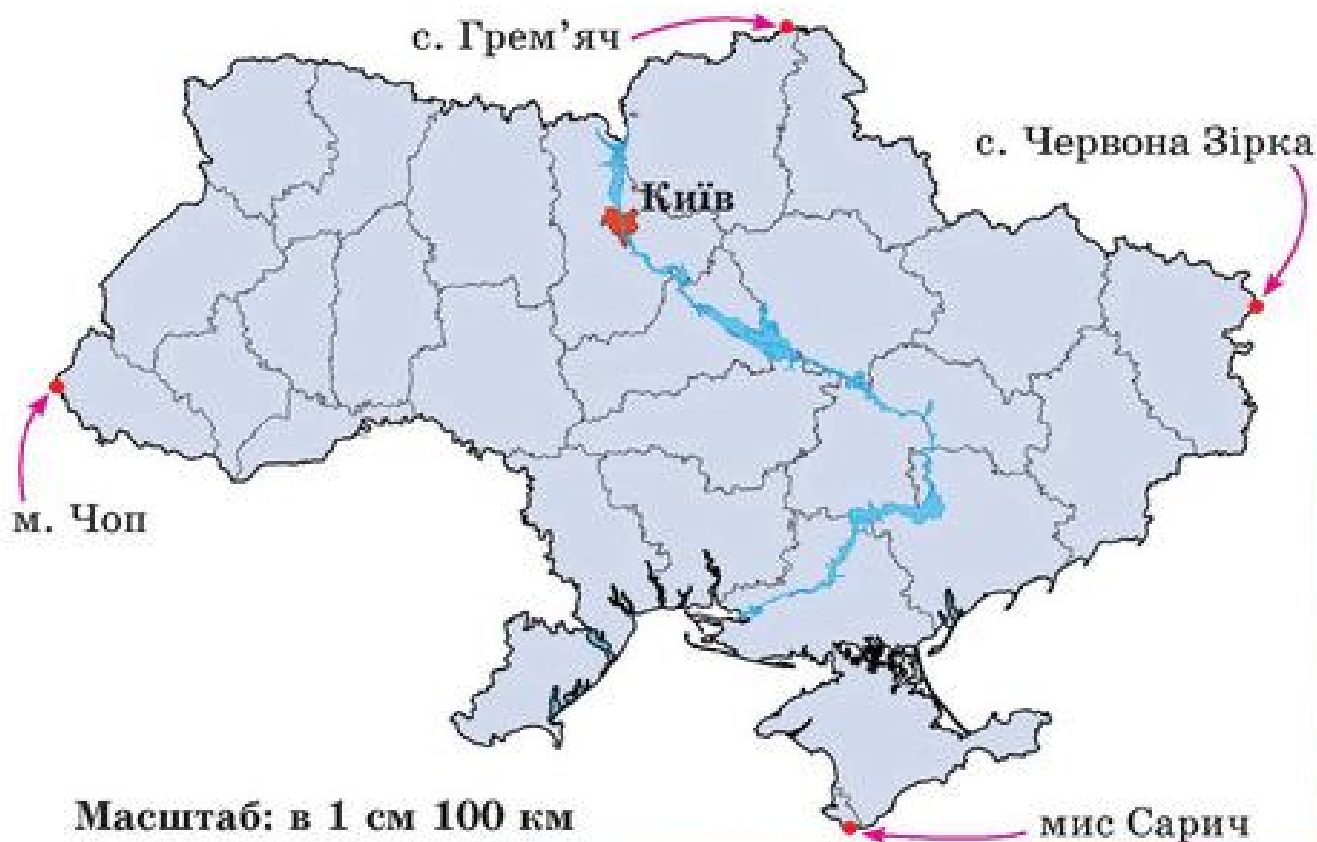 с. Грем’яч
с. Червона Зірка
Київ
м. Чоп
Масштаб: в 1 см 100 км
мис Сарич